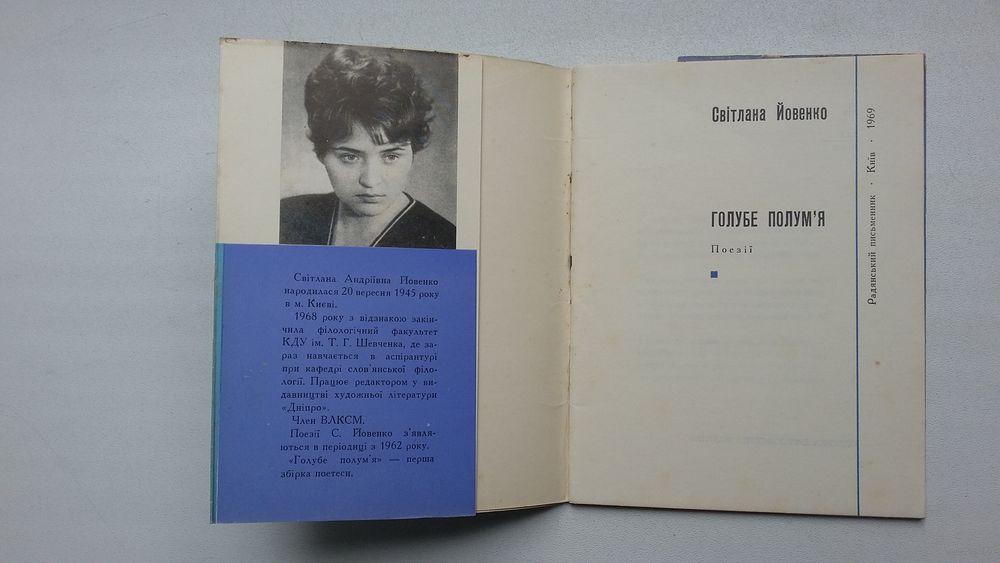 Світлана Андріївна Йовенко
народилася 20 вересня 1945 року
в м. Києві.
1968 року з відзнакою закін-
чила філологічний факультет
КДУ ім. Т. Г. Шевченка, де за-
раз навчається в аспірантурі
при кафедрі слов'янської філо-
логії. Працює редактором у ви-
давництві художньої літератури
«Дніпро».
Член ВЛКСМ.
Поезії С. Йовенко з'явля-
ються в періодиці з 1962 року.
«Голубе полум'я» — перша
збірка поетеси.
Світлана Йовенко
ГОЛУБЕ ПОЛУМ'Я
Поезії
Радянський письменник · Київ · 1969